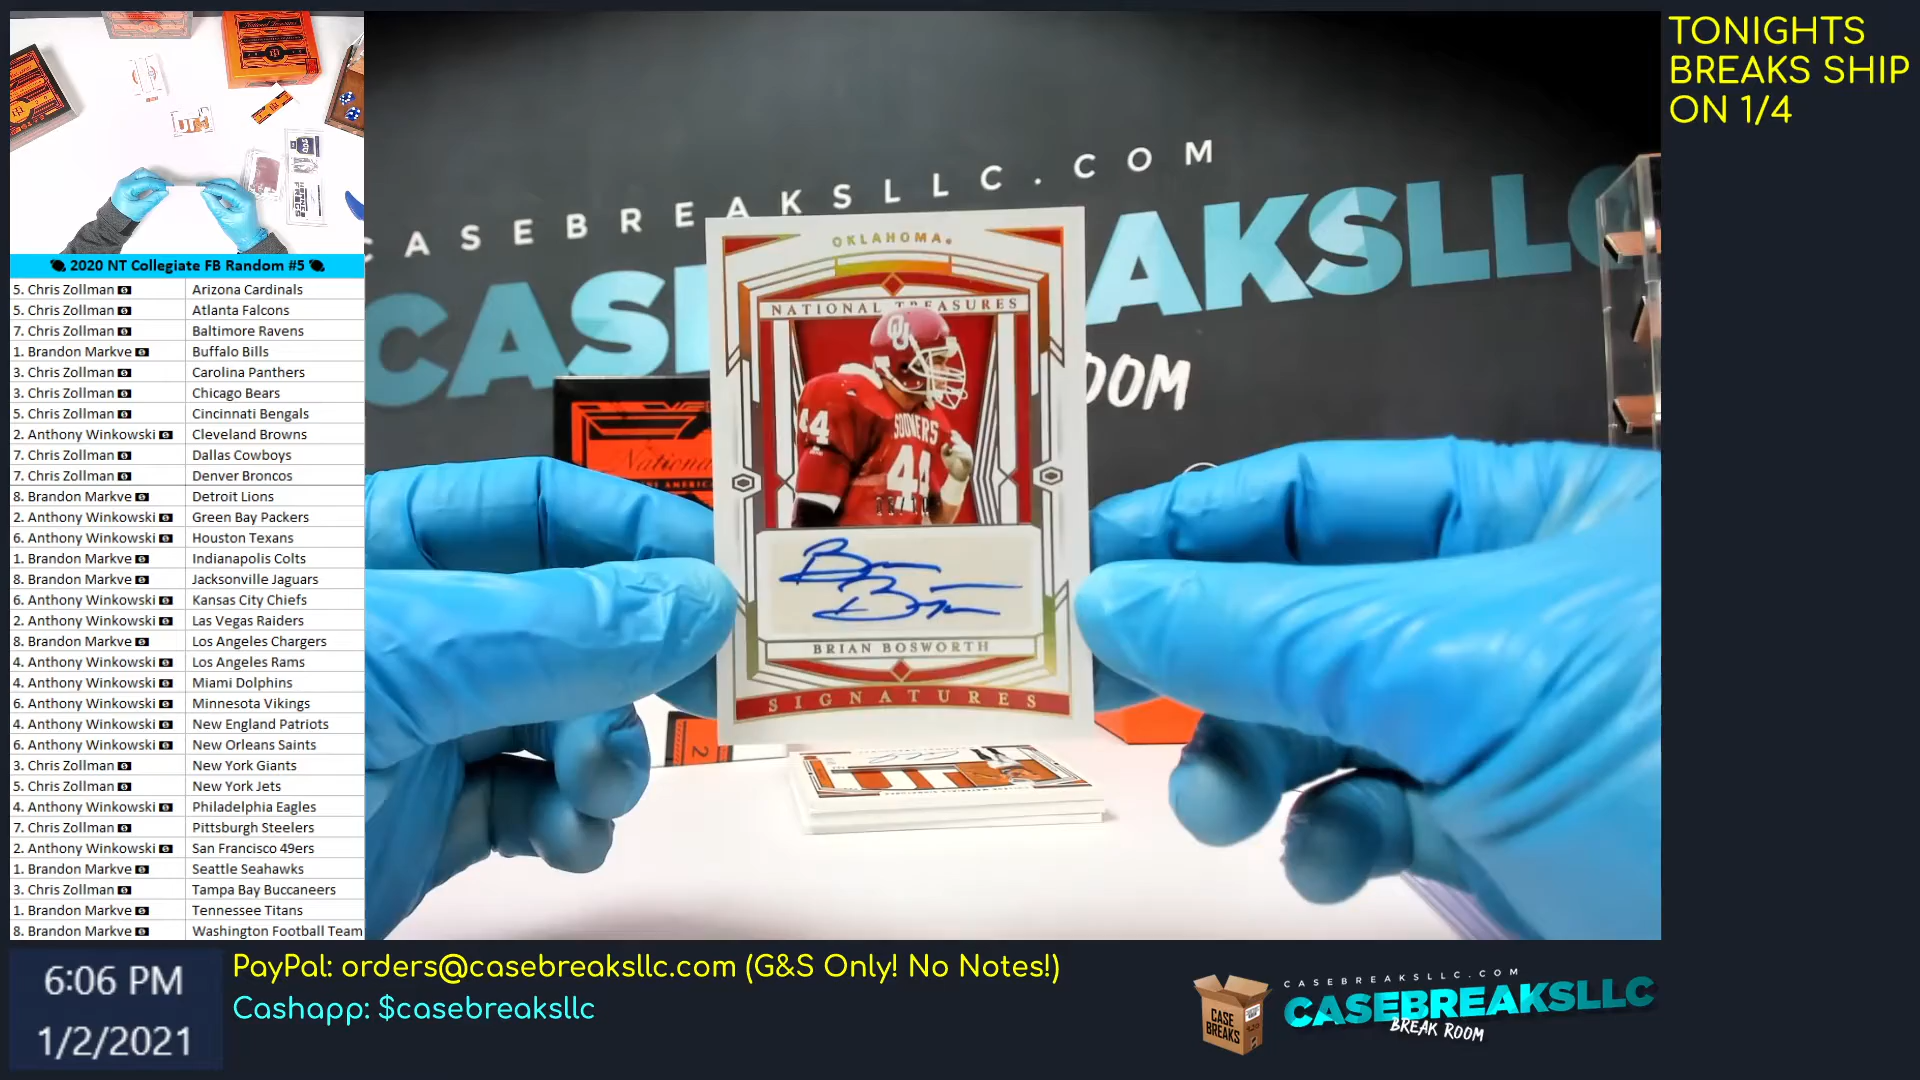 TONIGHTS
BREAKS SHIP
ON 1/4
2020 NT Collegiate FB Random #5
5. Chris Zollman Arizona Cardinals
5. Chris Zollman Atlanta Falcons
7. Chris Zollman Baltimore Ravens
1. Brandon Markve Buffalo Bills
3. Chris Zollman Carolina Panthers
3. Chris Zollman Chicago Bears
5. Chris Zollman Cincinnati Bengals
2. Anthony Winkowski Cleveland Browns
7. Chris Zollman Dallas Cowboys
7. Chris Zollman Denver Broncos
8. Brandon Markve Detroit Lions
2. Anthony Winkowski Green Bay Packers
6. Anthony Winkowski Houston Texans
1. Brandon Markve Indianapolis Colts
8. Brandon Markve Jacksonville Jaguars
6. Anthony Winkowski Kansas City Chiefs
2. Anthony Winkowski Las Vegas Raiders
8. Brandon Markve Los Angeles Chargers
4. Anthony Winkowski Los Angeles Rams
4. Anthony Winkowski Miami Dolphins
6. Anthony Winkowski Minnesota Vikings
4. Anthony Winkowski New England Patriots
6. Anthony Winkowski New Orleans Saints
3. Chris Zollman New York Giants
5. Chris Zollman New York Jets
4. Anthony Winkowski Philadelphia Eagles
7. Chris Zollman Pittsburgh Steelers
2. Anthony Winkowski San Francisco 49ers
1. Brandon Markve Seattle Seahawks
3. Chris Zollman Tampa Bay Buccaneers
1. Brandon Markve Tennessee Titans
8. Brandon Markve Washington Football Team
CASEBREAKSLLC.COM
CASE AKSLLC
OOM
OKLAHOMA
NATIONAL TREASURES
OU
44
SOONERS
44
BRIAN BOSWORTH
SIGNATURES
National
2
6:06 PM
1/2/2021
PayPal: orders@casebreaksllc.com (G&S Only! No Notes!)
Cashapp: $casebreaksllc
CASE
BREAKS
CASEBREAKSLLC.COM
CASEBREAKSLLC
BREAK ROOM